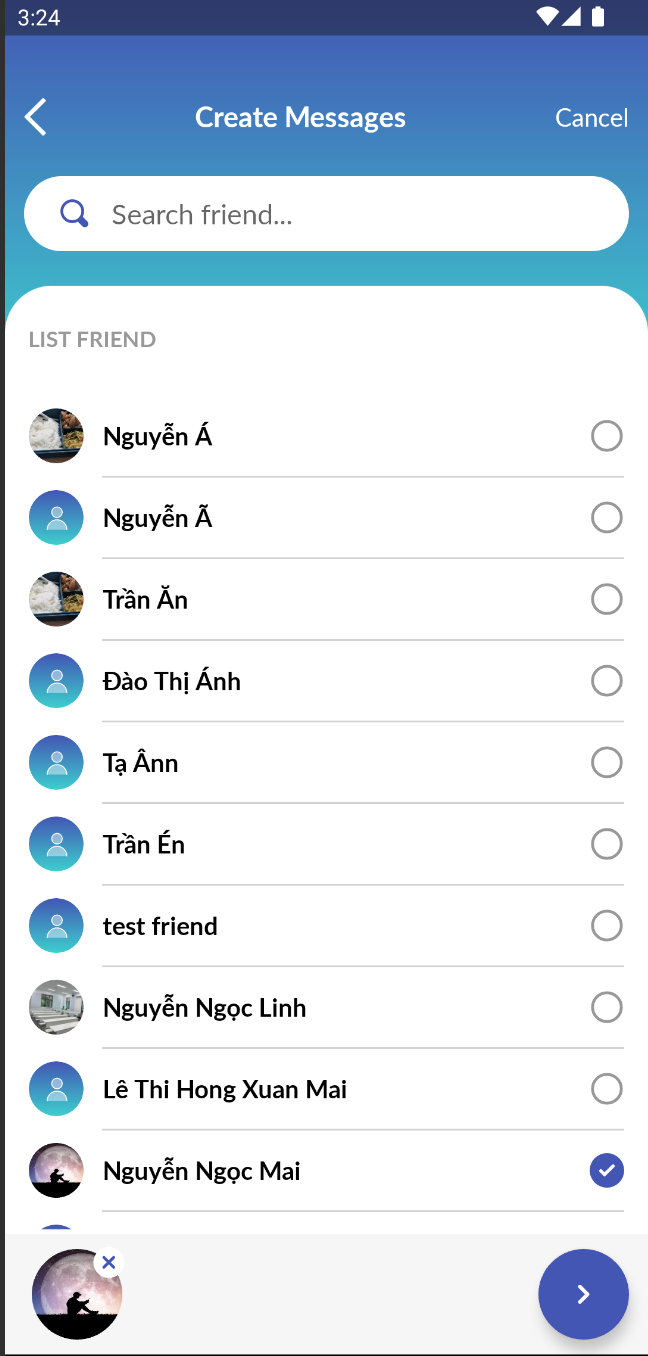 3:24
Create Messages
Cancel
Search friend...
LIST FRIEND
Nguyễn Á
Nguyễn Ã
Trần Ăn
Đào Thị Ánh
Tạ Ânn
Trần Én
test friend
Nguyễn Ngọc Linh
Lê Thi Hong Xuan Mai
Nguyễn Ngọc Mai